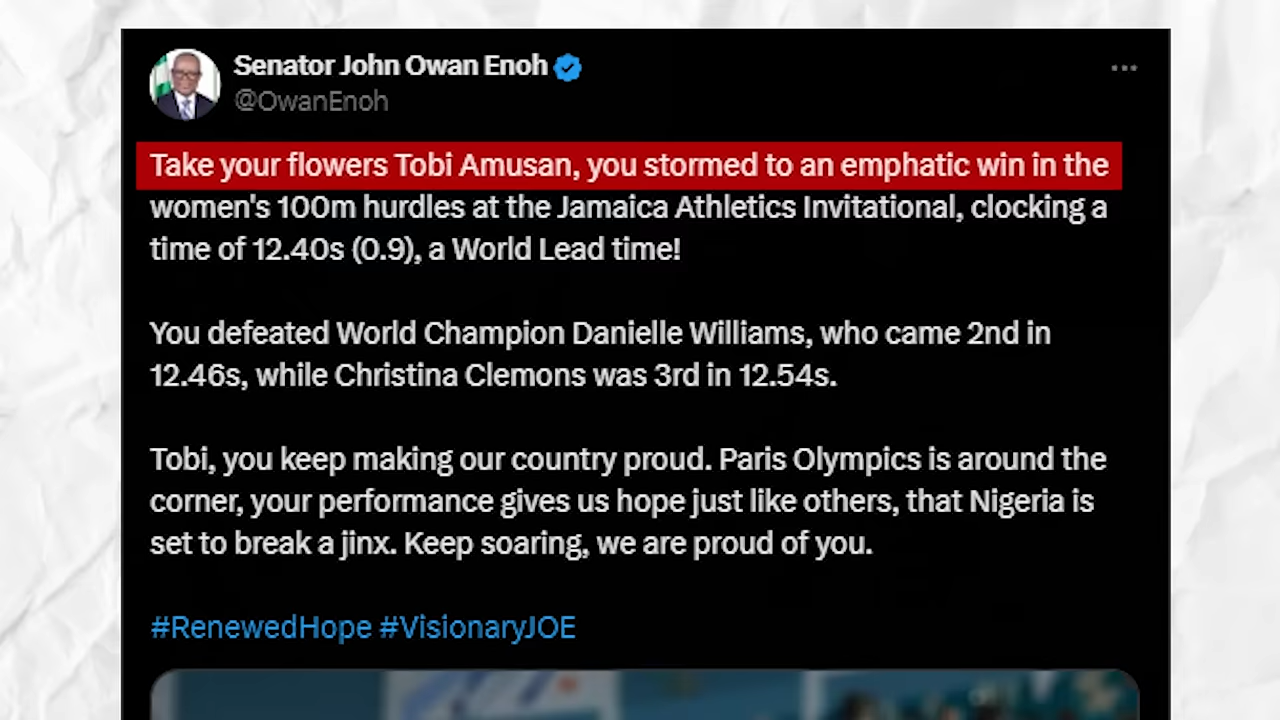 Senator John Owan Enoh
@OwanEnoh
Take your flowers Tobi Amusan, you stormed to an emphatic win in the
women's 100m hurdles at the Jamaica Athletics Invitational, clocking a
time of 12.40s (0.9), a World Lead time!
You defeated World Champion Danielle Williams, who came 2nd in
12.46s, while Christina Clemons was 3rd in 12.54s.
Tobi, you keep making our country proud. Paris Olympics is around the
corner, your performance gives us hope just like others, that Nigeria is
set to break a jinx. Keep soaring, we are proud of you.
#RenewedHope #VisionaryJOE